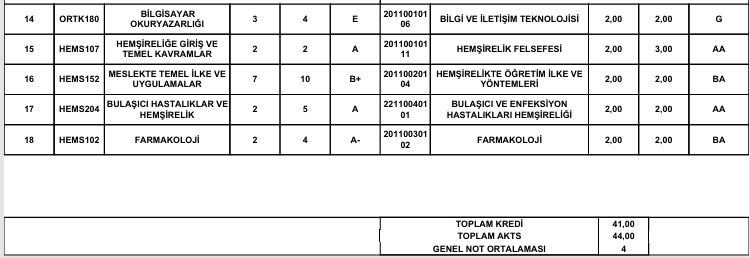 14 ORTK180 BİLGİSAYAR OKURYAZARLIĞI 3 4 E 20110010106 BİLGİ VE İLETİŞİM TEKNOLOJİSİ 2,00 2,00 G
15 HEMS107 HEMŞİRELİĞE GİRİŞ VE TEMEL KAVRAMLAR 2 2 A 20110010111 HEMŞİRELİK FELSEFESİ 2,00 3,00 AA
16 HEMS152 MESLEKTE TEMEL İLKE VE UYGULAMALAR 7 10 B+ 20110020104 HEMŞİRELİKTE ÖĞRETİM İLKE VE YÖNTEMLERİ 2,00 2,00 BA
17 HEMS204 BULAŞICI HASTALIKLAR VE HEMŞİRELİK 2 5 A 22110040101 BULAŞICI VE ENFEKSİYON HASTALIKLARI HEMŞİRELİĞİ 2,00 2,00 AA
18 HEMS102 FARMAKOLOJİ 2 4 A- 20110030102 FARMAKOLOJİ 2,00 2,00 BA
TOPLAM KREDİ 41,00
TOPLAM AKTS 44,00
GENEL NOT ORTALAMASI 4